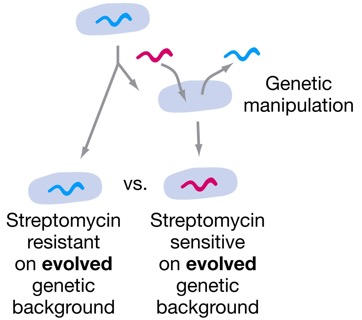 Genetic
manipulation
vs.
Streptomycin
resistant
on evolved
genetic
background
Streptomycin
sensitive
on evolved
genetic
background